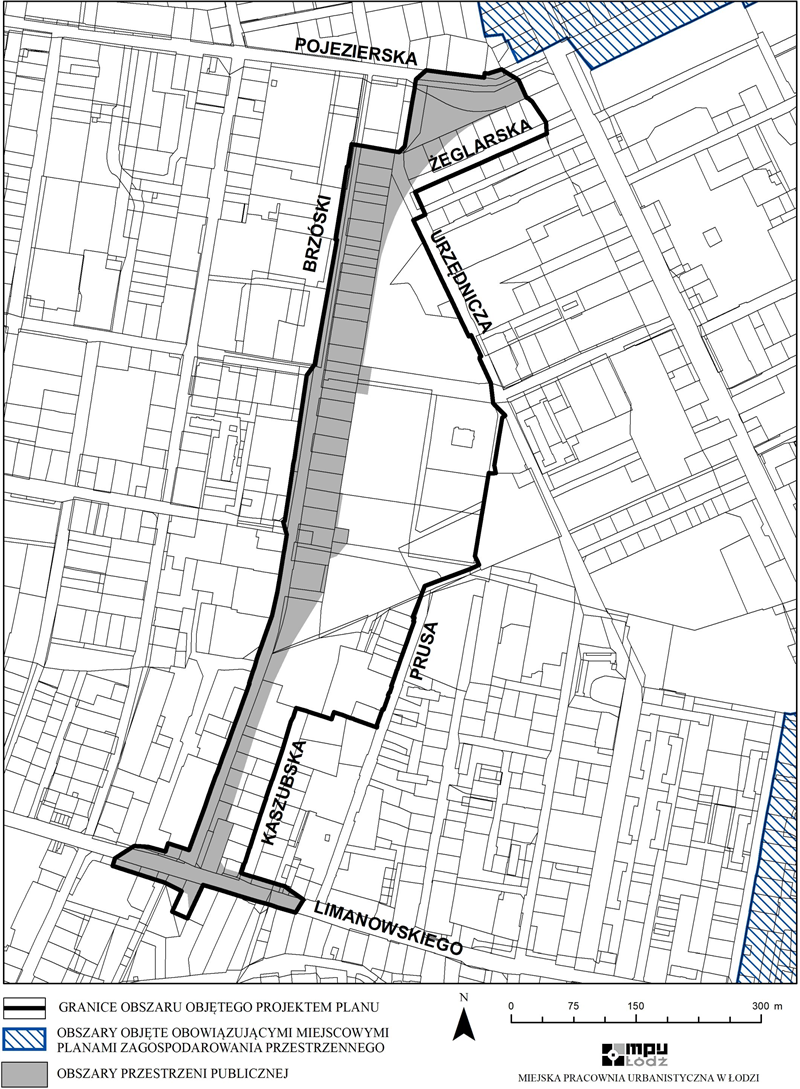 POJEZIERSKA
ŻEGLARSKA
BRZÓSKI
URZĘDNICZA
PRUSA
KASZUBSKA
LIMANOWSKIEGO
GRANICE OBSZARU OBJĘTEGO PROJEKTEM PLANU
OBSZARY OBJĘTE OBOWIĄZUJĄCYMI MIEJSCOWYMI
PLANAMI ZAGOSPODAROWANIA PRZESTRZENNEGO
OBSZARY PRZESTRZENI PUBLICZNEJ
N
0 75 150 300 m
mpu
Łódź
MIEJSKA PRACOWNIA URBANISTYCZNA W ŁODZI